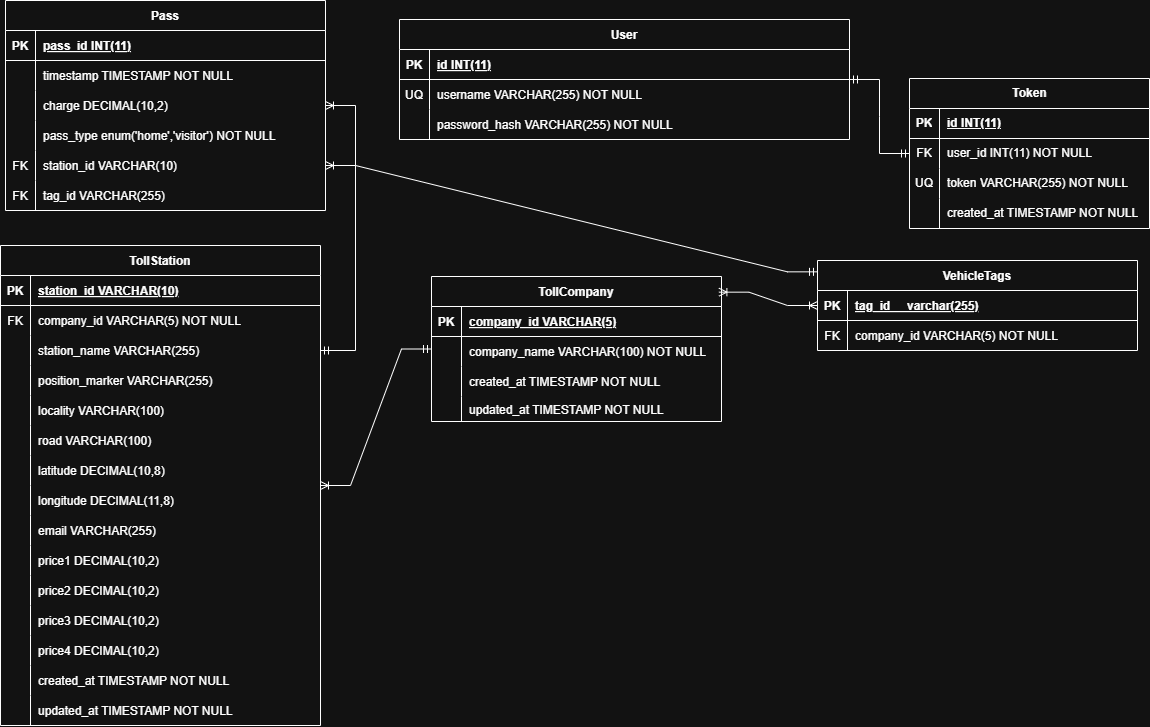 Pass
PK pass_id INT(11)
timestamp TIMESTAMP NOT NULL
charge DECIMAL(10,2)
pass_type enum('home','visitor') NOT NULL
FK station_id VARCHAR(10)
FK tag_id VARCHAR(255)
User
PK id INT(11)
UQ username VARCHAR(255) NOT NULL
password_hash VARCHAR(255) NOT NULL
Token
PK id INT(11)
FK user_id INT(11) NOT NULL
UQ token VARCHAR(255) NOT NULL
created_at TIMESTAMP NOT NULL
TollStation
PK station_id VARCHAR(10)
FK company_id VARCHAR(5) NOT NULL
station_name VARCHAR(255)
position_marker VARCHAR(255)
locality VARCHAR(100)
road VARCHAR(100)
latitude DECIMAL(10,8)
longitude DECIMAL(11,8)
email VARCHAR(255)
price1 DECIMAL(10,2)
price2 DECIMAL(10,2)
price3 DECIMAL(10,2)
price4 DECIMAL(10,2)
created_at TIMESTAMP NOT NULL
updated_at TIMESTAMP NOT NULL
TollCompany
PK company_id VARCHAR(5)
company_name VARCHAR(100) NOT NULL
created_at TIMESTAMP NOT NULL
updated_at TIMESTAMP NOT NULL
VehicleTags
PK tag_id varchar(255)
FK company_id VARCHAR(5) NOT NULL